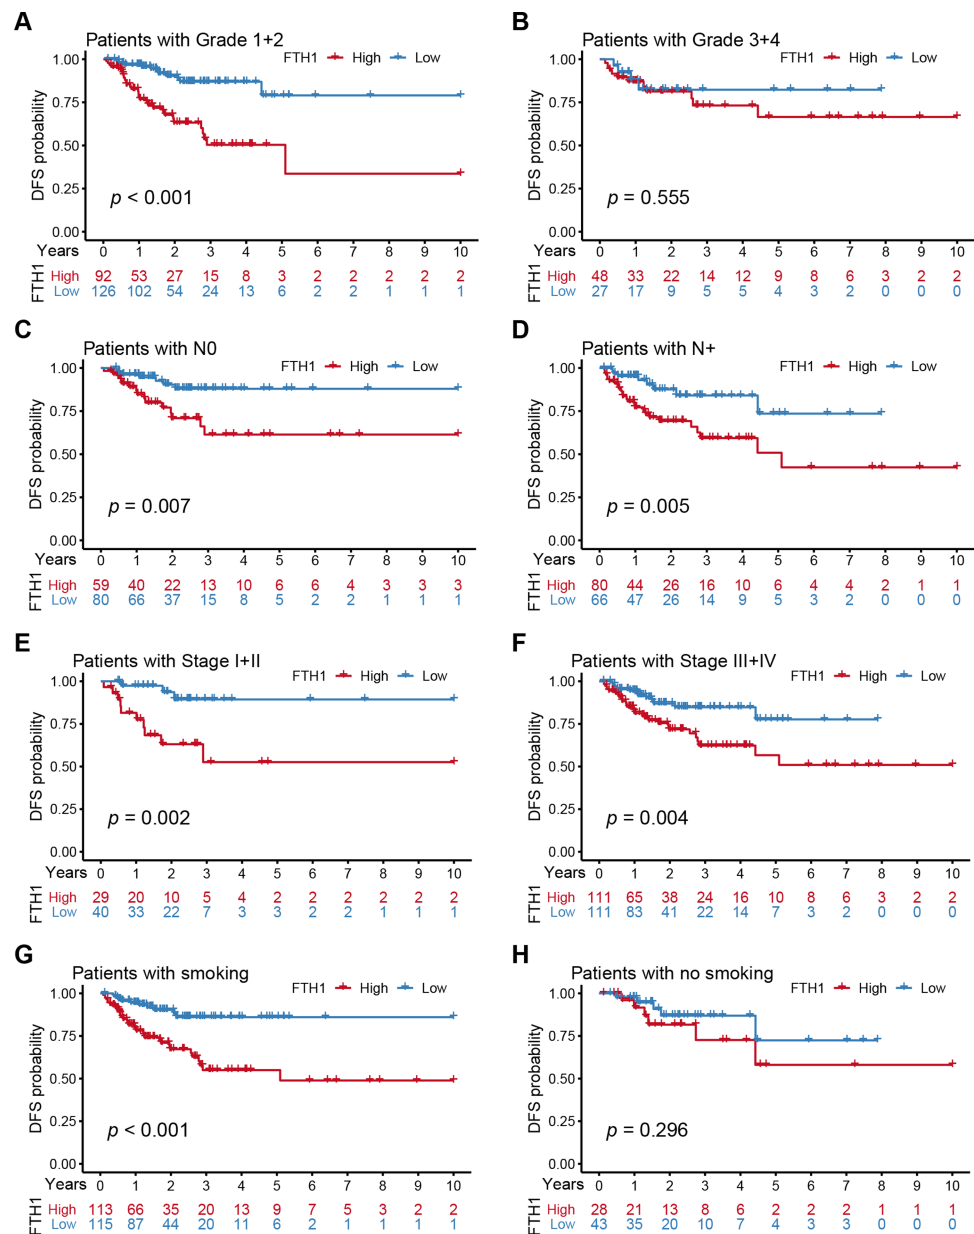 A
Patients with Grade 1+2
FTH1 High Low
DFS probability
1.00
0.75
0.50
0.25
0.00
p < 0.001
Years 0 1 2 3 4 5 6 7 8 9 10
FTH1
High 92 53 27 15 8 3 2 2 2 2 2
Low 126 102 54 24 13 6 2 2 1 1 1
B
Patients with Grade 3+4
FTH1 High Low
DFS probability
1.00
0.75
0.50
0.25
0.00
p = 0.555
Years 0 1 2 3 4 5 6 7 8 9 10
FTH1
High 48 33 22 14 12 9 8 6 3 2 2
Low 27 17 9 5 5 4 3 2 0 0 0
C
Patients with N0
FTH1 High Low
DFS probability
1.00
0.75
0.50
0.25
0.00
p = 0.007
Years 0 1 2 3 4 5 6 7 8 9 10
FTH1
High 59 40 22 13 10 6 6 4 3 3 3
Low 80 66 37 15 8 5 2 2 1 1 1
D
Patients with N+
FTH1 High Low
DFS probability
1.00
0.75
0.50
0.25
0.00
p = 0.005
Years 0 1 2 3 4 5 6 7 8 9 10
FTH1
High 80 44 26 16 10 6 4 4 2 1 1
Low 66 47 26 14 9 5 3 2 0 0 0
E
Patients with Stage I+II
FTH1 High Low
DFS probability
1.00
0.75
0.50
0.25
0.00
p = 0.002
Years 0 1 2 3 4 5 6 7 8 9 10
FTH1
High 29 20 10 5 4 2 2 2 2 2 2
Low 40 33 22 7 3 3 2 2 1 1 1
F
Patients with Stage III+IV
FTH1 High Low
DFS probability
1.00
0.75
0.50
0.25
0.00
p = 0.004
Years 0 1 2 3 4 5 6 7 8 9 10
FTH1
High 111 65 38 24 16 10 8 6 3 2 2
Low 111 83 41 22 14 7 3 2 0 0 0
G
Patients with smoking
FTH1 High Low
DFS probability
1.00
0.75
0.50
0.25
0.00
p < 0.001
Years 0 1 2 3 4 5 6 7 8 9 10
FTH1
High 113 66 35 20 13 9 7 5 3 2 2
Low 115 87 44 20 11 6 2 1 1 1 1
H
Patients with no smoking
FTH1 High Low
DFS probability
1.00
0.75
0.50
0.25
0.00
p = 0.296
Years 0 1 2 3 4 5 6 7 8 9 10
FTH1
High 28 21 13 8 6 2 2 2 1 1 1
Low 43 35 20 10 7 4 3 3 0 0 0